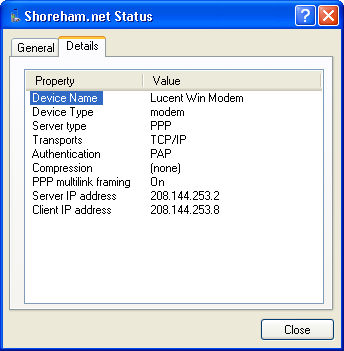 Shoreham.net Status
General Details
Property Value
Device Name Lucent Win Modem
Device Type modem
Server type PPP
Transports TCP/IP
Authentication PAP
Compression (none)
PPP multilink framing On
Server IP address 208.144.253.2
Client IP address 208.144.253.8
Close